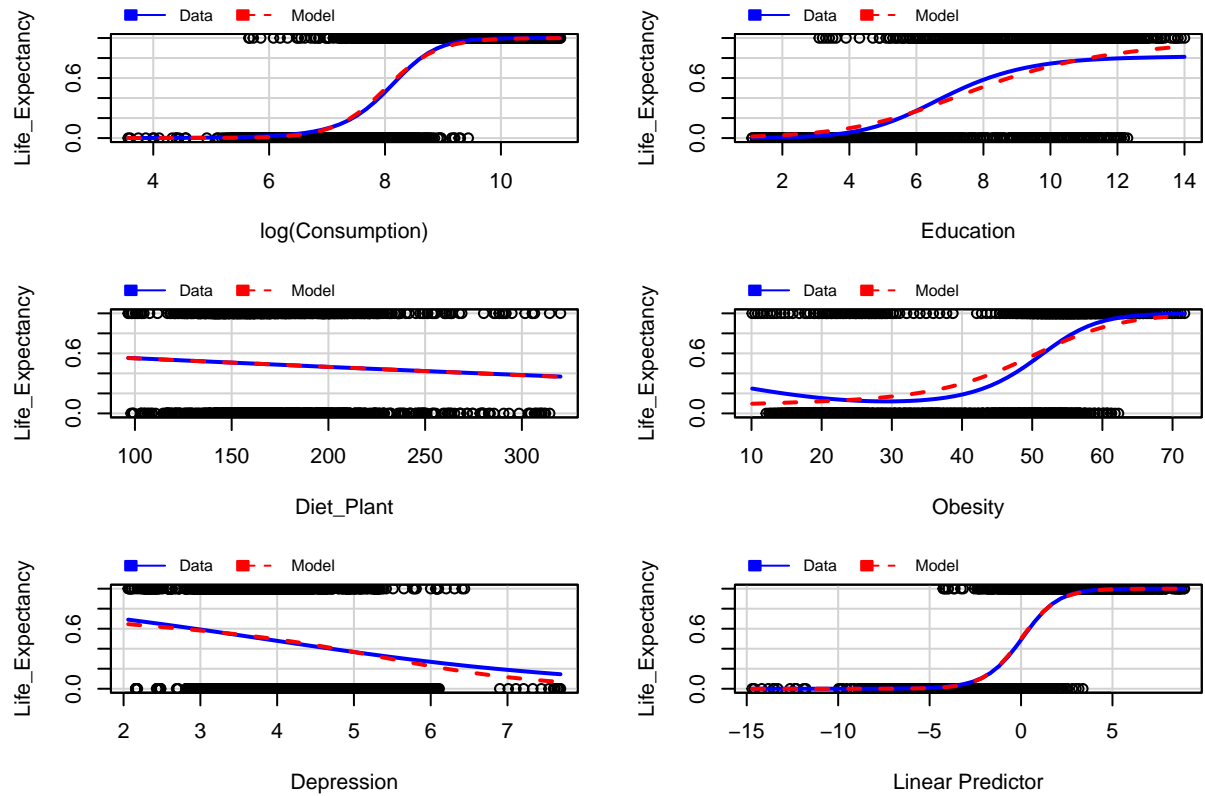 Data Model
Life_Expectancy
0.0 0.6
4 6 8 10
log(Consumption)
Data Model
Life_Expectancy
0.0 0.6
2 4 6 8 10 12 14
Education
Data Model
Life_Expectancy
0.0 0.6
100 150 200 250 300
Diet_Plant
Data Model
Life_Expectancy
0.0 0.6
10 20 30 40 50 60 70
Obesity
Data Model
Life_Expectancy
0.0 0.6
2 3 4 5 6 7
Depression
Data Model
Life_Expectancy
0.0 0.6
−15 −10 −5 0 5
Linear Predictor